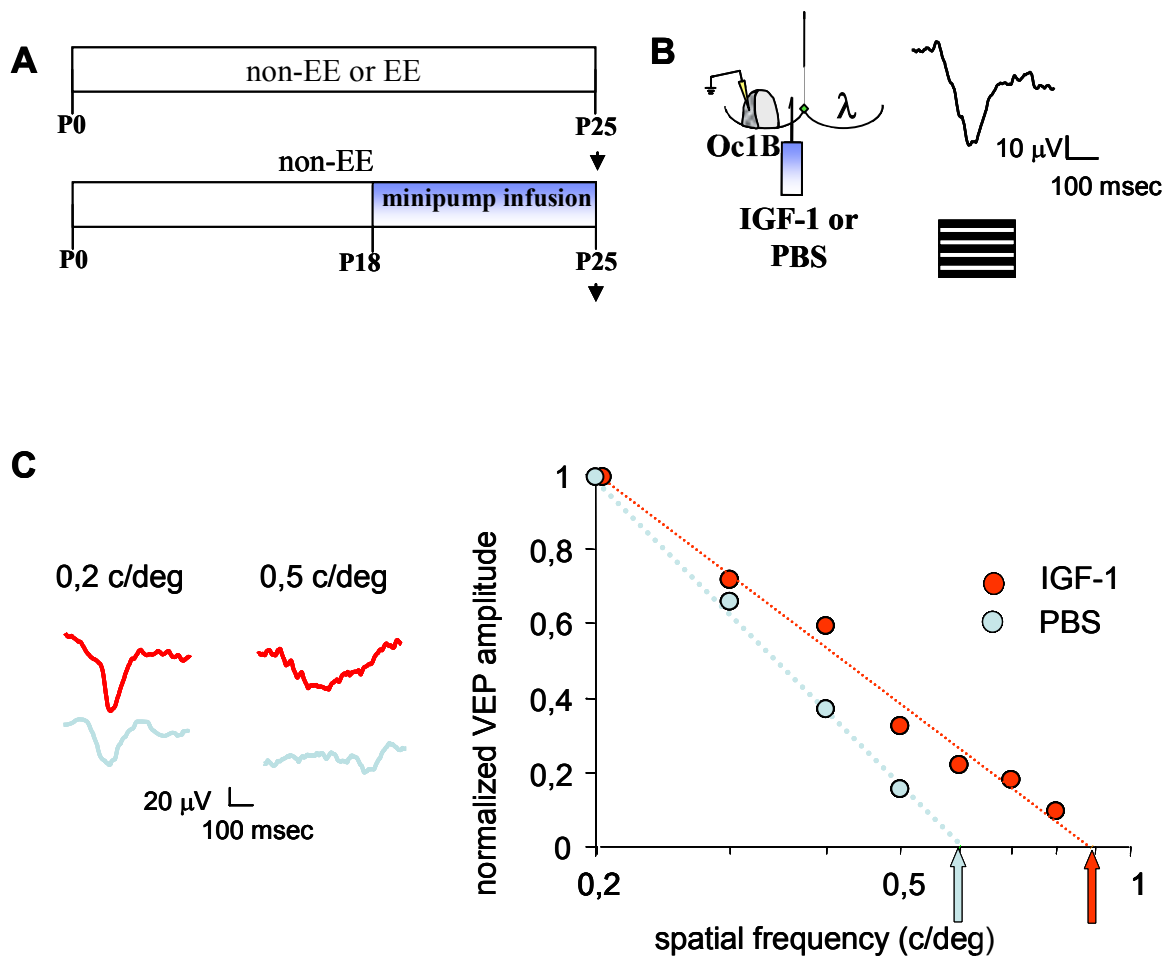 A
non-EE or EE
P0
P25
non-EE
minipump infusion
P0
P18
P25
B
Oc1B
λ
IGF-1 or
PBS
10 μV
100 msec
C
0,2 c/deg
0,5 c/deg
20 μV
100 msec
normalized VEP amplitude
1
0,8
0,6
0,4
0,2
0
IGF-1
PBS
0,2
0,5
1
spatial frequency (c/deg)